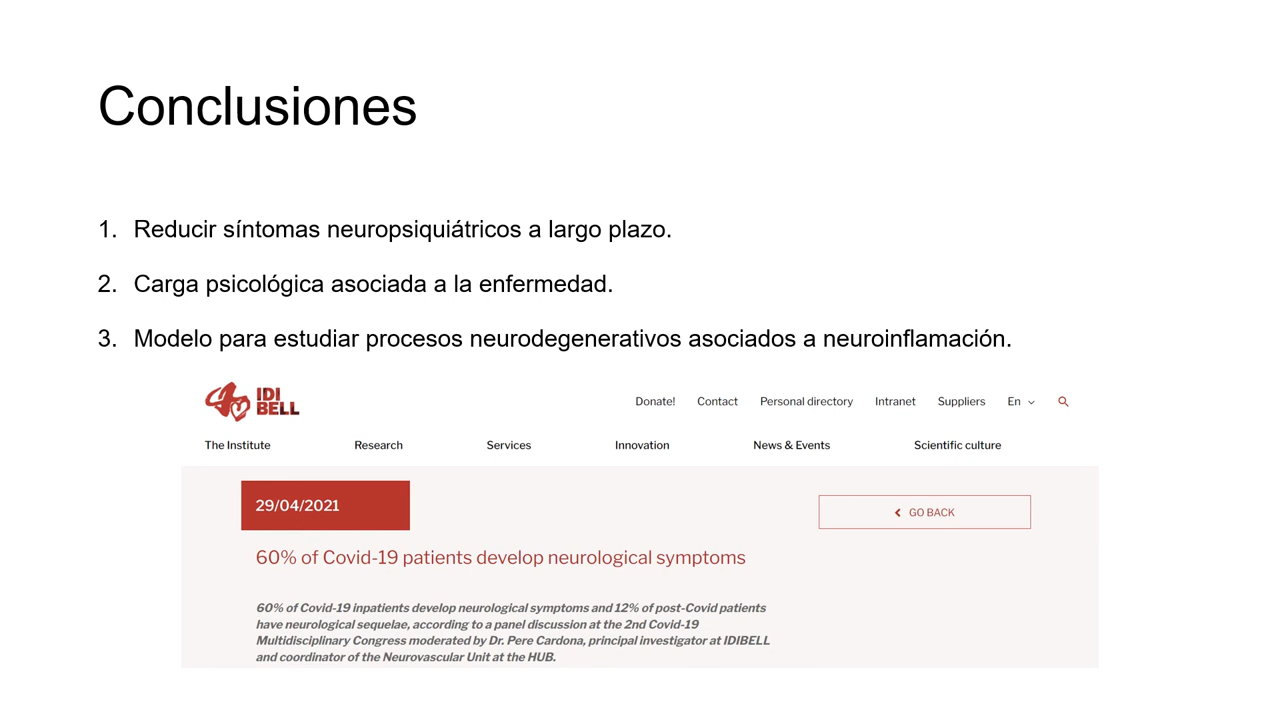 Conclusiones
1. Reducir síntomas neuropsiquiátricos a largo plazo.
2. Carga psicológica asociada a la enfermedad.
3. Modelo para estudiar procesos neurodegenerativos asociados a neuroinflamación.
IDI
BELL
Donate! Contact Personal directory Intranet Suppliers En
The Institute Research Services Innovation News & Events Scientific culture
29/04/2021
GO BACK
60% of Covid-19 patients develop neurological symptoms
60% of Covid-19 inpatients develop neurological symptoms and 12% of post-Covid patients
have neurological sequelae, according to a panel discussion at the 2nd Covid-19
Multidisciplinary Congress moderated by Dr. Pere Cardona, principal investigator at IDIBELL
and coordinator of the Neurovascular Unit at the HUB.